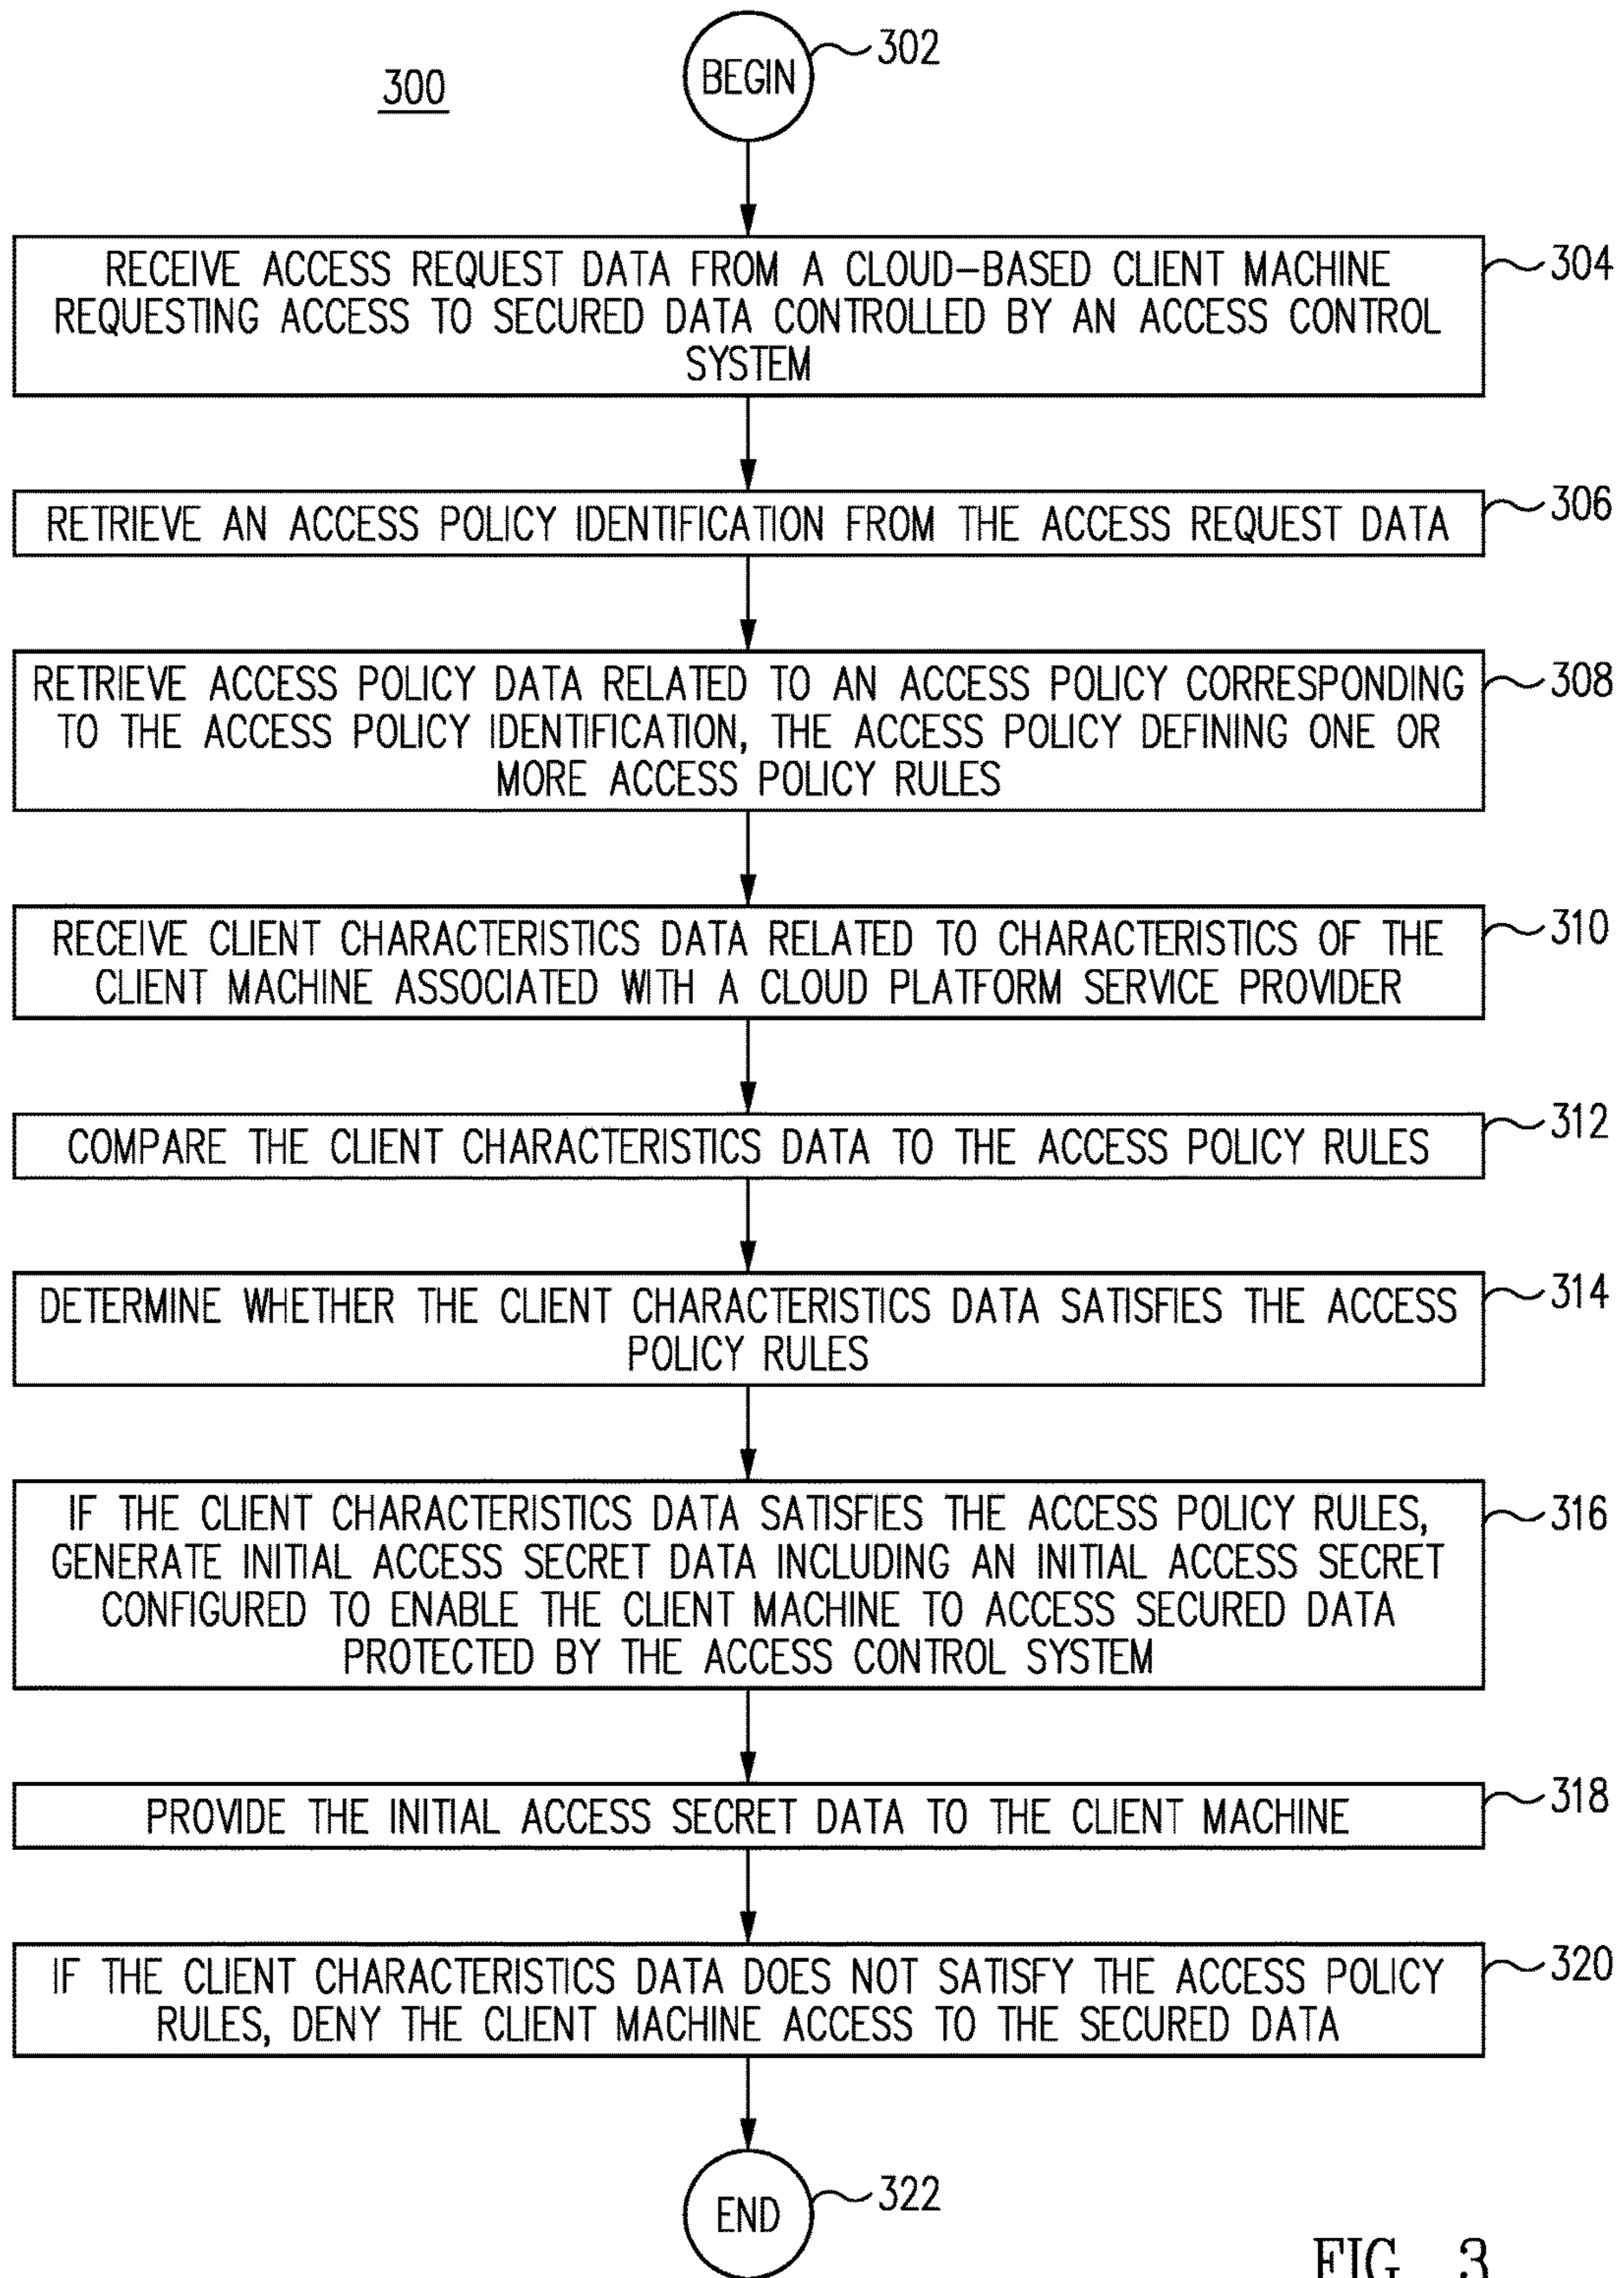 302
BEGIN
300
304
RECEIVE ACCESS REQUEST DATA FROM A CLOUD-BASED CLIENT MACHINE
REQUESTING ACCESS TO SECURED DATA CONTROLLED BY AN ACCESS CONTROL
SYSTEM
306
RETRIEVE AN ACCESS POLICY IDENTIFICATION FROM THE ACCESS REQUEST DATA
308
RETRIEVE ACCESS POLICY DATA RELATED TO AN ACCESS POLICY CORRESPONDING
TO THE ACCESS POLICY IDENTIFICATION, THE ACCESS POLICY DEFINING ONE OR
MORE ACCESS POLICY RULES
310
RECEIVE CLIENT CHARACTERISTICS DATA RELATED TO CHARACTERISTICS OF THE
CLIENT MACHINE ASSOCIATED WITH A CLOUD PLATFORM SERVICE PROVIDER
312
COMPARE THE CLIENT CHARACTERISTICS DATA TO THE ACCESS POLICY RULES
314
DETERMINE WHETHER THE CLIENT CHARACTERISTICS DATA SATISFIES THE ACCESS
POLICY RULES
316
IF THE CLIENT CHARACTERISTICS DATA SATISFIES THE ACCESS POLICY RULES,
GENERATE INITIAL ACCESS SECRET DATA INCLUDING AN INITIAL ACCESS SECRET
CONFIGURED TO ENABLE THE CLIENT MACHINE TO ACCESS SECURED DATA
PROTECTED BY THE ACCESS CONTROL SYSTEM
318
PROVIDE THE INITIAL ACCESS SECRET DATA TO THE CLIENT MACHINE
320
IF THE CLIENT CHARACTERISTICS DATA DOES NOT SATISFY THE ACCESS POLICY
RULES, DENY THE CLIENT MACHINE ACCESS TO THE SECURED DATA
322
END
FIG. 3